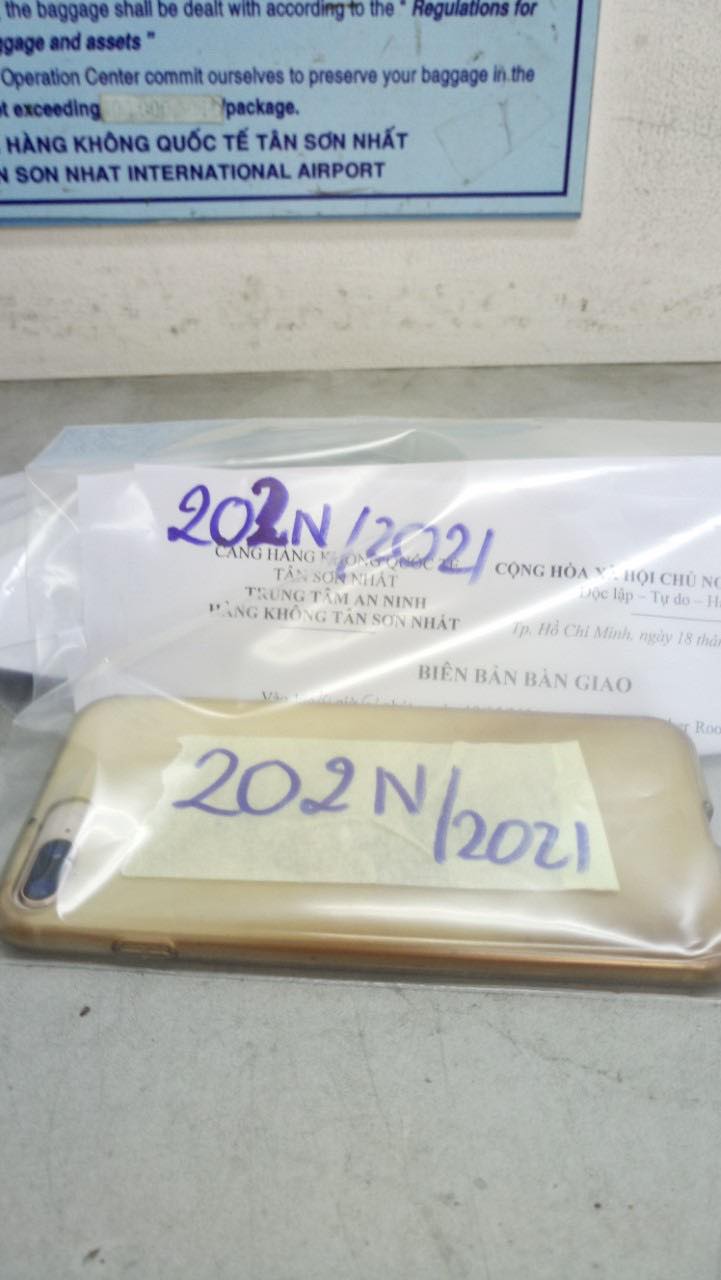 the baggage shall be dealt with according to the " Regulations for
gage and assets "
Operation Center commit ourselves to preserve your baggage in the
exceeding /package.
HÀNG KHÔNG QUỐC TẾ TÂN SƠN NHẤT
SON NHAT INTERNATIONAL AIRPORT
202N/2021
CẢNG HÀNG KHÔNG QUỐC TẾ
TÂN SƠN NHẤT
TRUNG TÂM AN NINH
HÀNG KHÔNG TÂN SƠN NHẤT
CỘNG HÒA XÃ HỘI CHỦ
Độc lập – Tự do –
Tp. Hồ Chí Minh, ngày 18
BIÊN BẢN BÀN GIAO
202N/2021